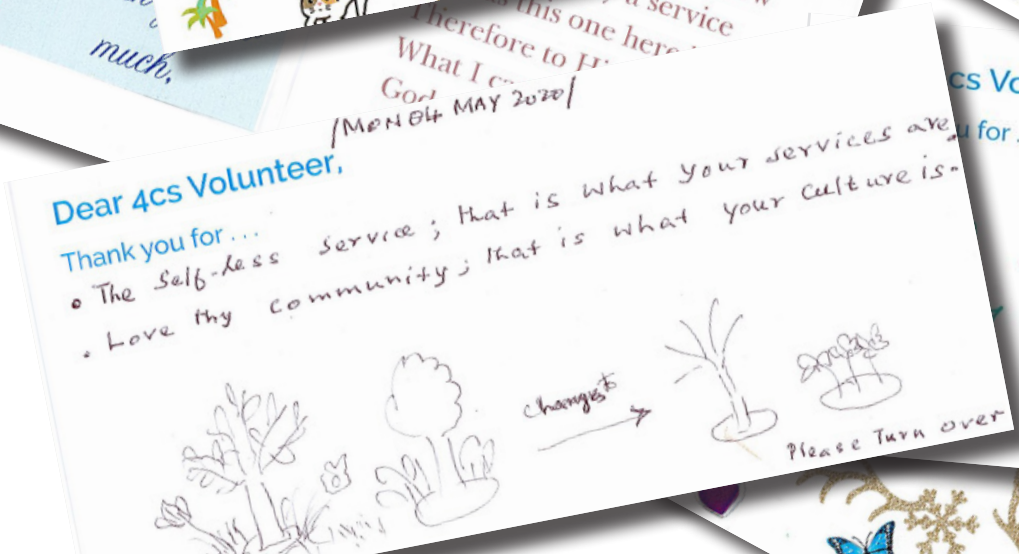 much,
a service
as this one here
Therefore to
What I
God
/MON 04 MAY 2020/
Dear 4cs Volunteer,
Thank you for . . .
• The Self-less service ; that is what your services are.
• Love thy community ; that is what your culture is.
changes to
Please Turn over
cs Vo
u for .